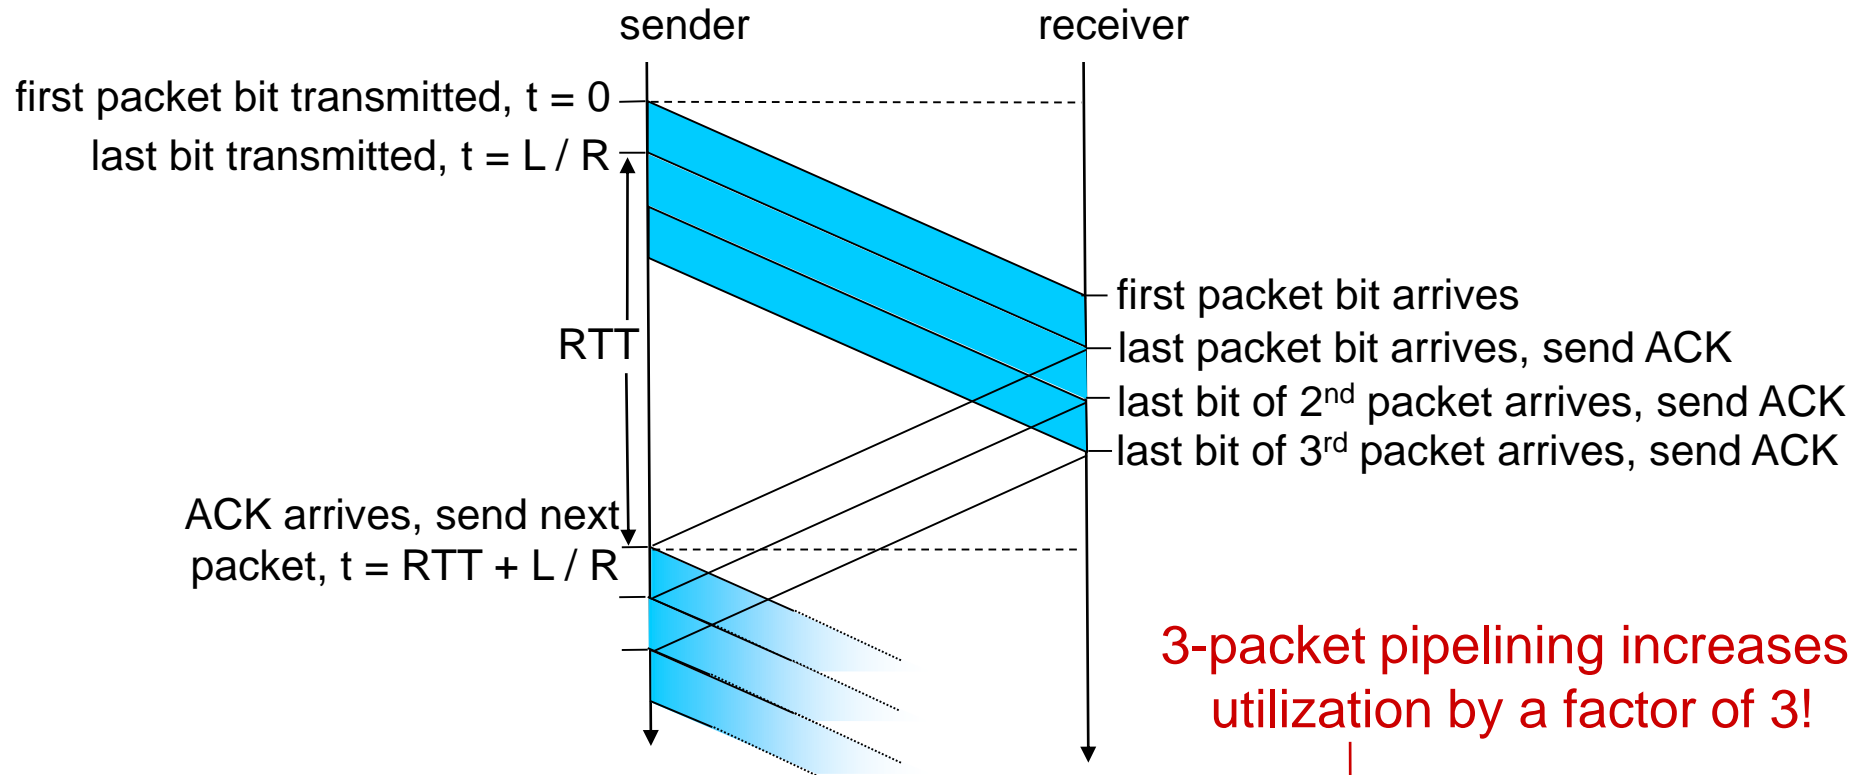 sender
receiver
first packet bit transmitted, t = 0
last bit transmitted, t = L / R
first packet bit arrives
RTT
last packet bit arrives, send ACK
last bit of 2nd packet arrives, send ACK
last bit of 3rd packet arrives, send ACK
ACK arrives, send next
packet, t = RTT + L / R
3-packet pipelining increases
utilization by a factor of 3!